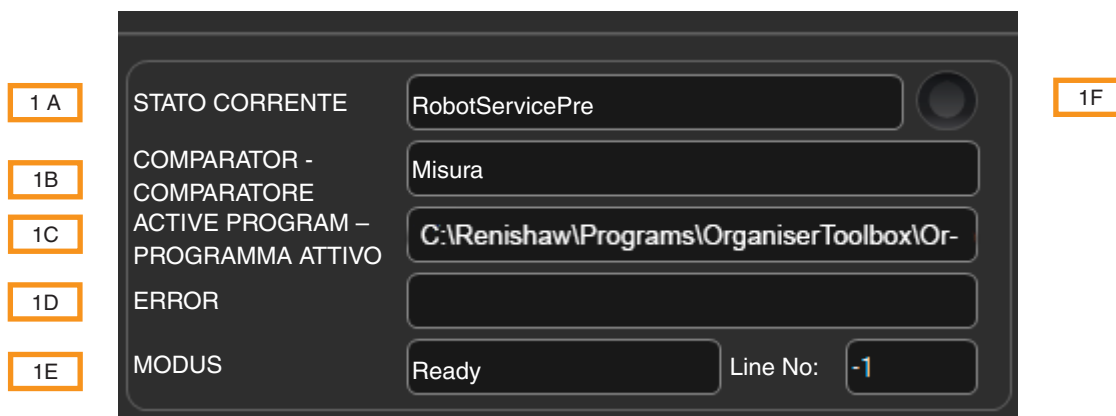 1 A
STATO CORRENTE
RobotServicePre
1F
1B
COMPARATOR -
COMPARATORE
Misura
1C
ACTIVE PROGRAM –
PROGRAMMA ATTIVO
C:\Renishaw\Programs\OrganiserToolbox\Or-
1D
ERROR
1E
MODUS
Ready
Line No:
-1